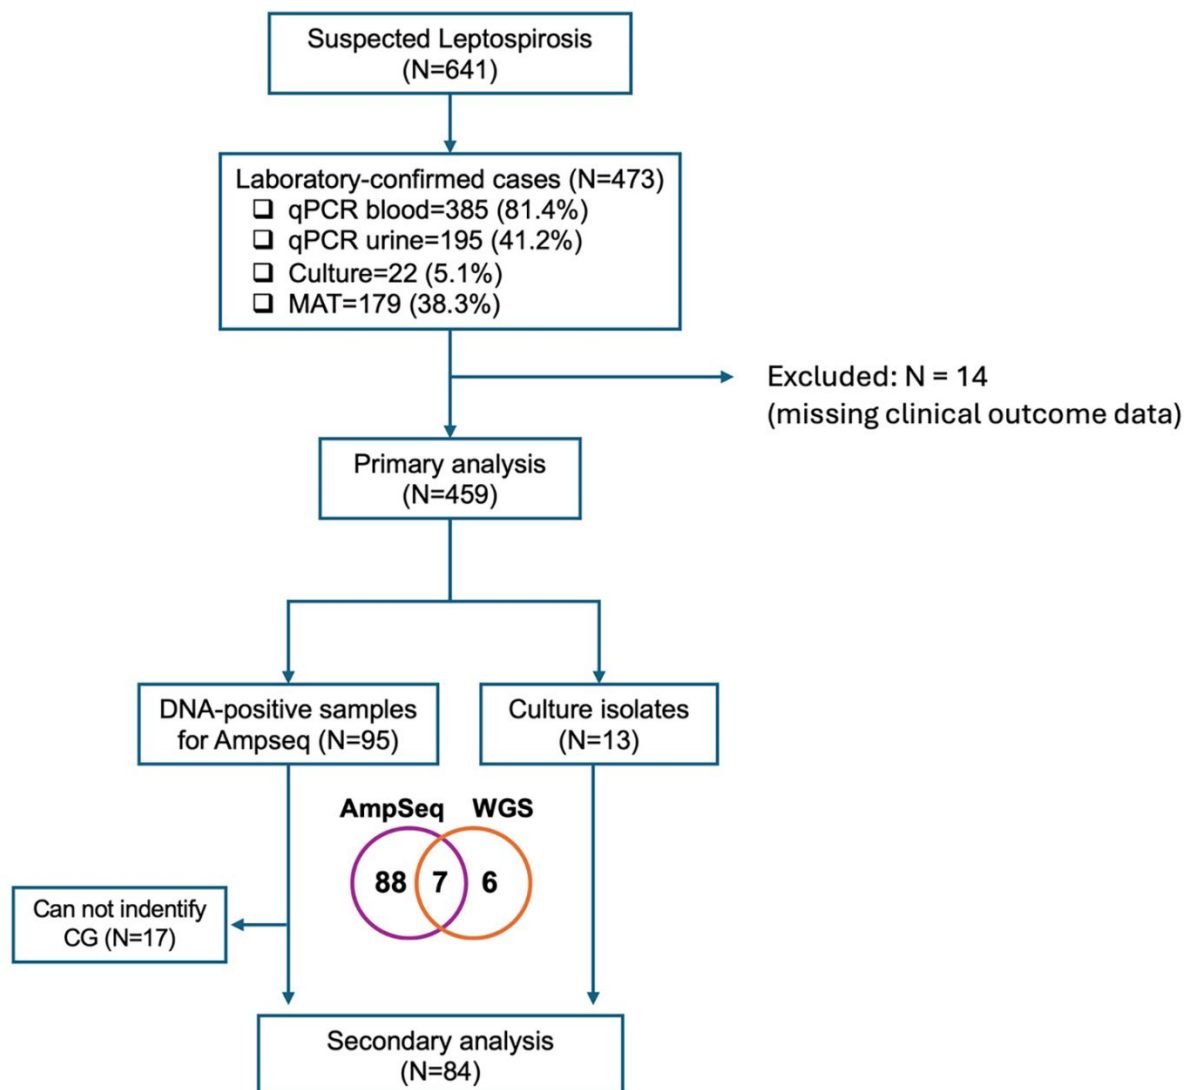 Suspected Leptospirosis
(N=641)
Laboratory-confirmed cases (N=473)
❑ qPCR blood=385 (81.4%)
❑ qPCR urine=195 (41.2%)
❑ Culture=22 (5.1%)
❑ MAT=179 (38.3%)
Excluded: N = 14
(missing clinical outcome data)
Primary analysis
(N=459)
DNA-positive samples
for Ampseq (N=95)
Culture isolates
(N=13)
AmpSeq WGS
88 7 6
Can not indentify
CG (N=17)
Secondary analysis
(N=84)